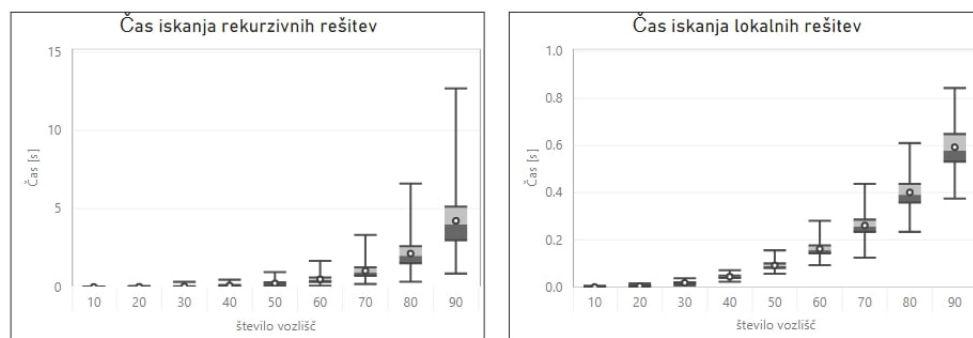 Čas iskanja rekurzivnih rešitev
15
10
5
0
Čas [s]
10 20 30 40 50 60 70 80 90
število vozlišč
Čas iskanja lokalnih rešitev
1.0
0.8
0.6
0.4
0.2
0.0
Čas [s]
10 20 30 40 50 60 70 80 90
število vozlišč